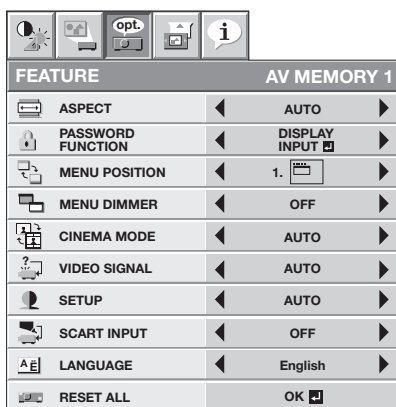 opt.
i
FEATURE AV MEMORY 1
ASPECT AUTO
PASSWORD FUNCTION DISPLAY INPUT
MENU POSITION 1.
MENU DIMMER OFF
CINEMA MODE AUTO
VIDEO SIGNAL AUTO
SETUP AUTO
SCART INPUT OFF
A É LANGUAGE English
RESET ALL OK